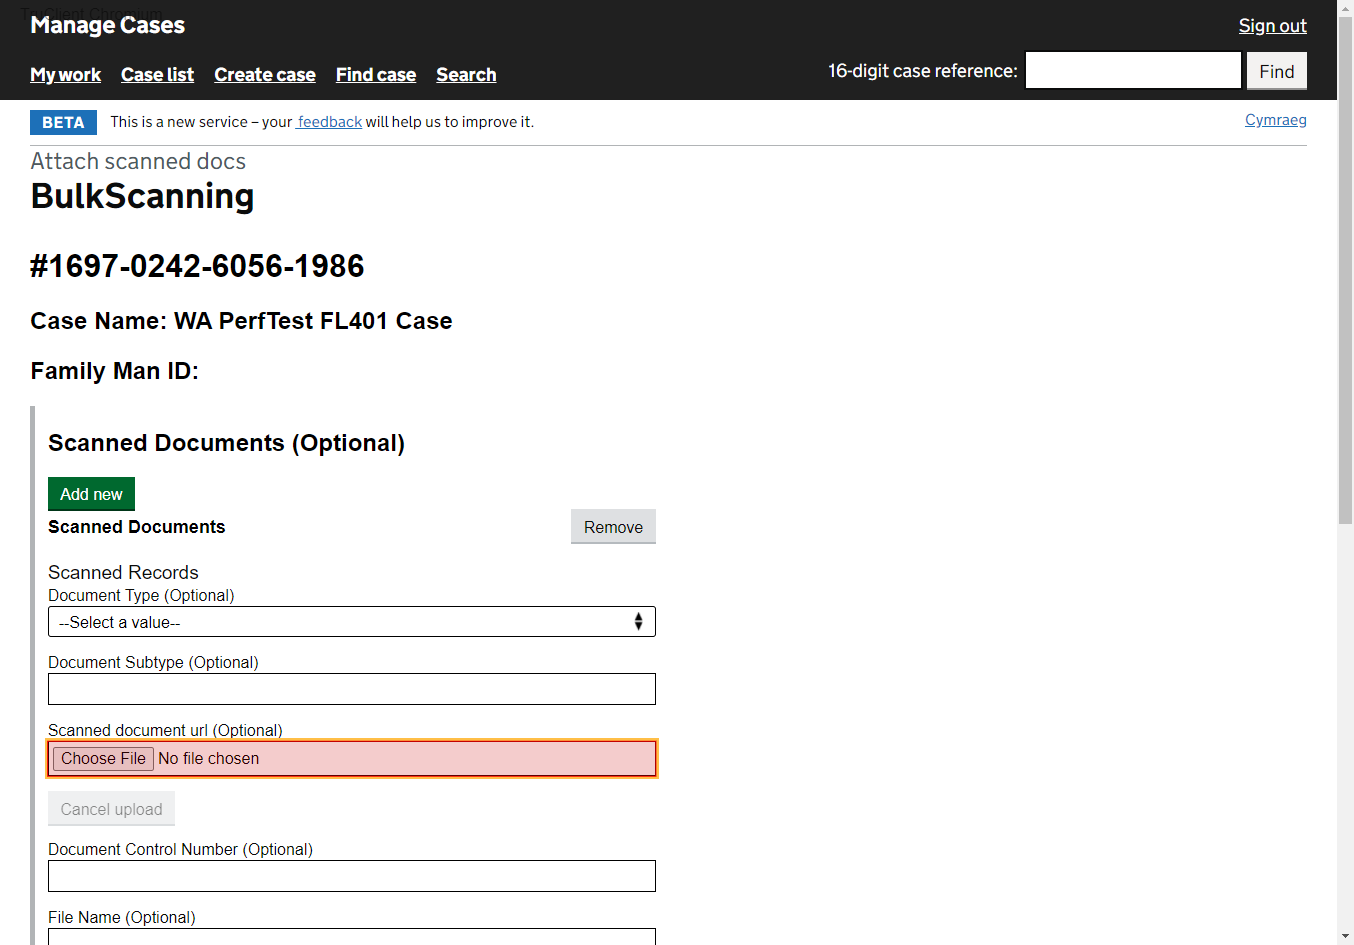 TruClient Chromium
Manage Cases
Sign out
My work Case list Create case Find case Search
16-digit case reference: Find
BETA This is a new service – your feedback will help us to improve it.
Cymraeg
Attach scanned docs
BulkScanning
#1697-0242-6056-1986
Case Name: WA PerfTest FL401 Case
Family Man ID:
Scanned Documents (Optional)
Add new
Scanned Documents
Remove
Scanned Records
Document Type (Optional)
--Select a value--
Document Subtype (Optional)
Scanned document url (Optional)
Choose File No file chosen
Cancel upload
Document Control Number (Optional)
File Name (Optional)